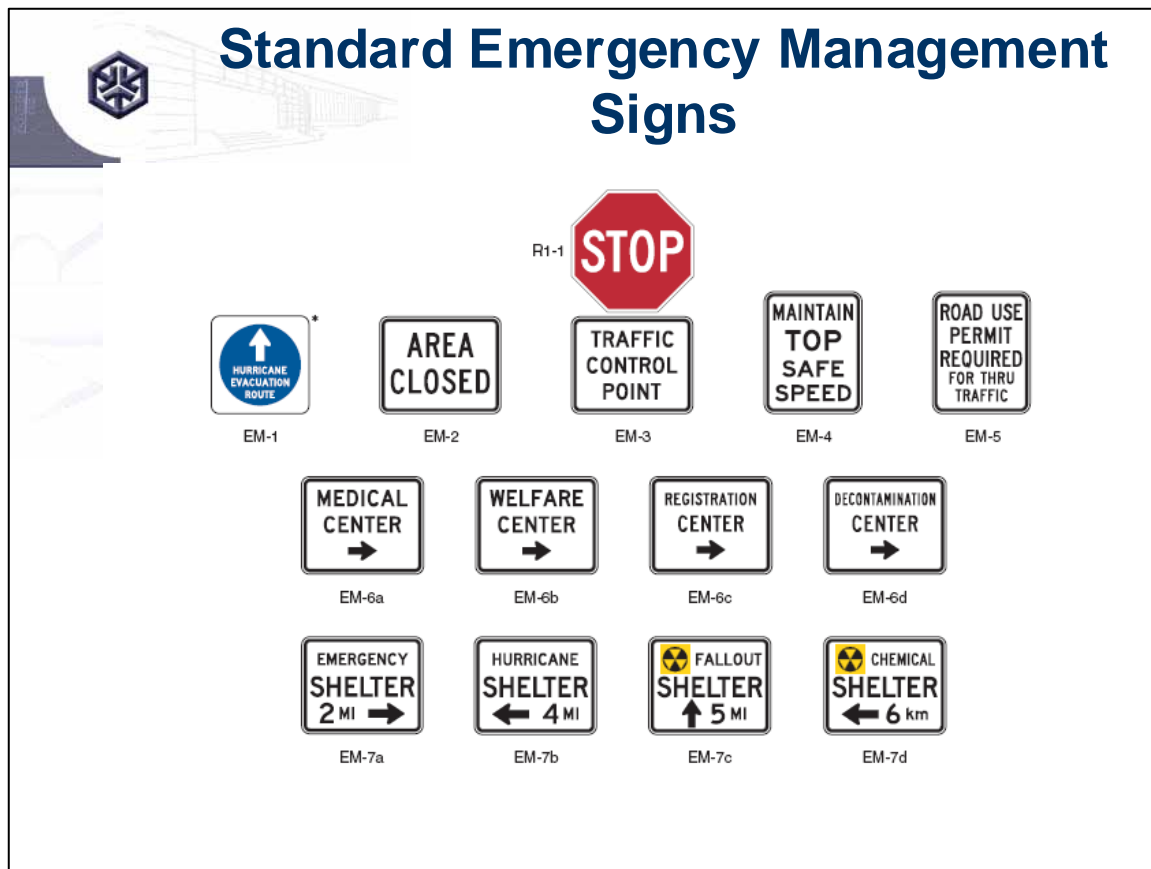 Standard Emergency Management
Signs
R1-1
STOP
HURRICANE
EVACUATION
ROUTE
*
EM-1
AREA
CLOSED
EM-2
TRAFFIC
CONTROL
POINT
EM-3
MAINTAIN
TOP
SAFE
SPEED
EM-4
ROAD USE
PERMIT
REQUIRED
FOR THRU
TRAFFIC
EM-5
MEDICAL
CENTER
EM-6a
WELFARE
CENTER
EM-6b
REGISTRATION
CENTER
EM-6c
DECONTAMINATION
CENTER
EM-6d
EMERGENCY
SHELTER
2 MI
EM-7a
HURRICANE
SHELTER
4 MI
EM-7b
FALLOUT
SHELTER
5 MI
EM-7c
CHEMICAL
SHELTER
6 km
EM-7d